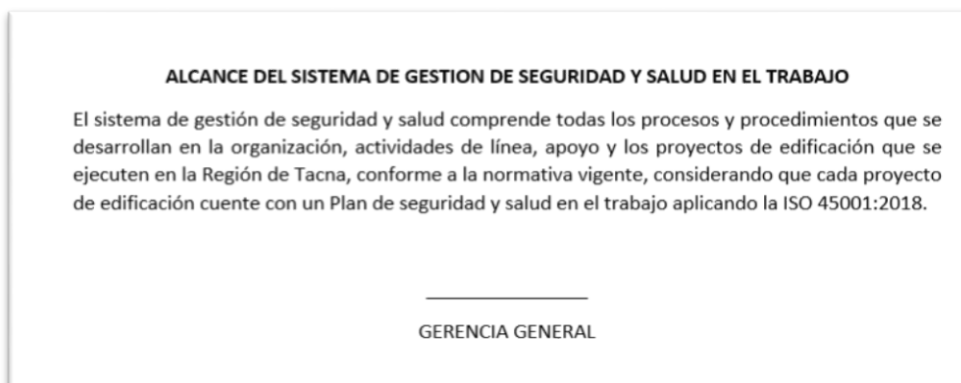 ALCANCE DEL SISTEMA DE GESTION DE SEGURIDAD Y SALUD EN EL TRABAJO
El sistema de gestión de seguridad y salud comprende todas los procesos y procedimientos que se
desarrollan en la organización, actividades de línea, apoyo y los proyectos de edificación que se
ejecuten en la Región de Tacna, conforme a la normativa vigente, considerando que cada proyecto
de edificación cuente con un Plan de seguridad y salud en el trabajo aplicando la ISO 45001:2018.
GERENCIA GENERAL